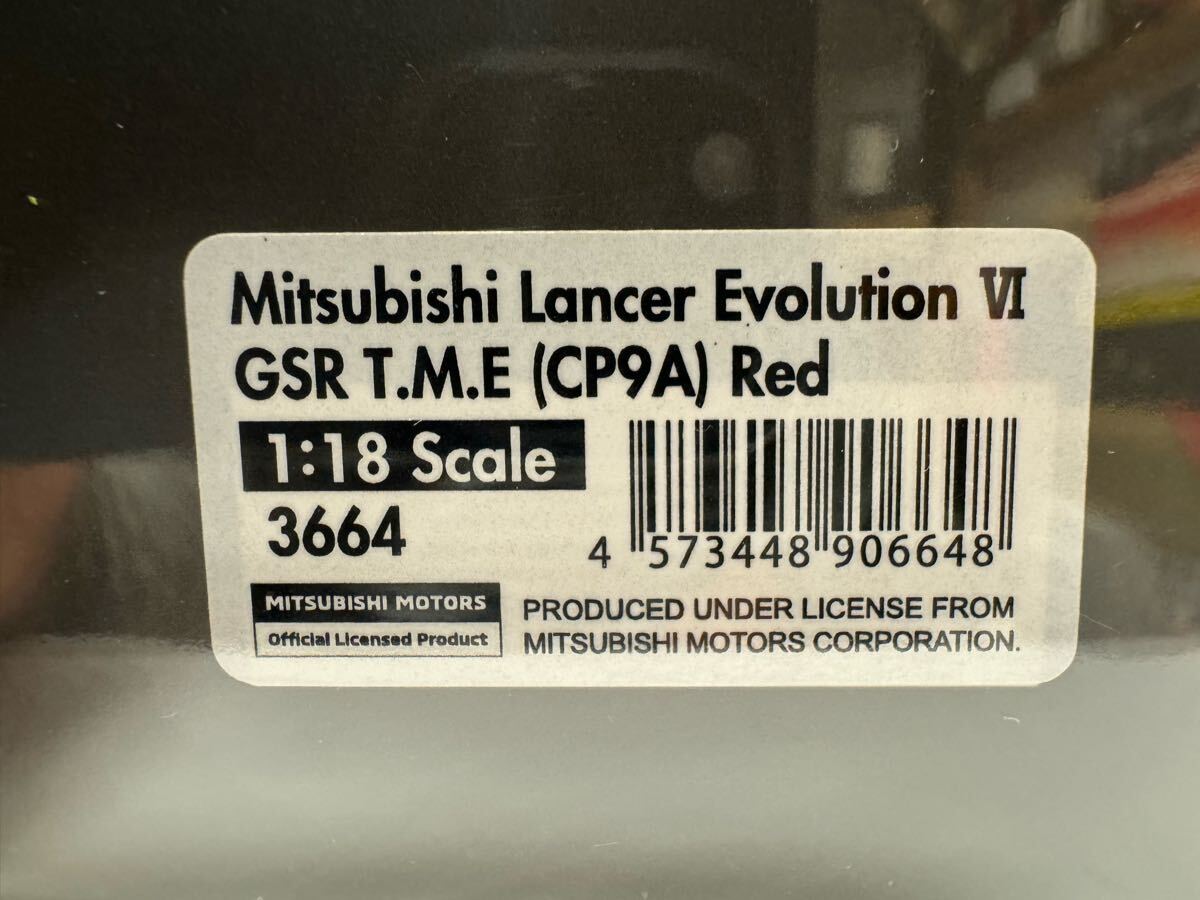 Mitsubishi Lancer Evolution Ⅵ
GSR T.M.E (CP9A) Red
1:18 Scale
3664
4 573448 906648
MITSUBISHI MOTORS
Official Licensed Product
PRODUCED UNDER LICENSE FROM
MITSUBISHI MOTORS CORPORATION.